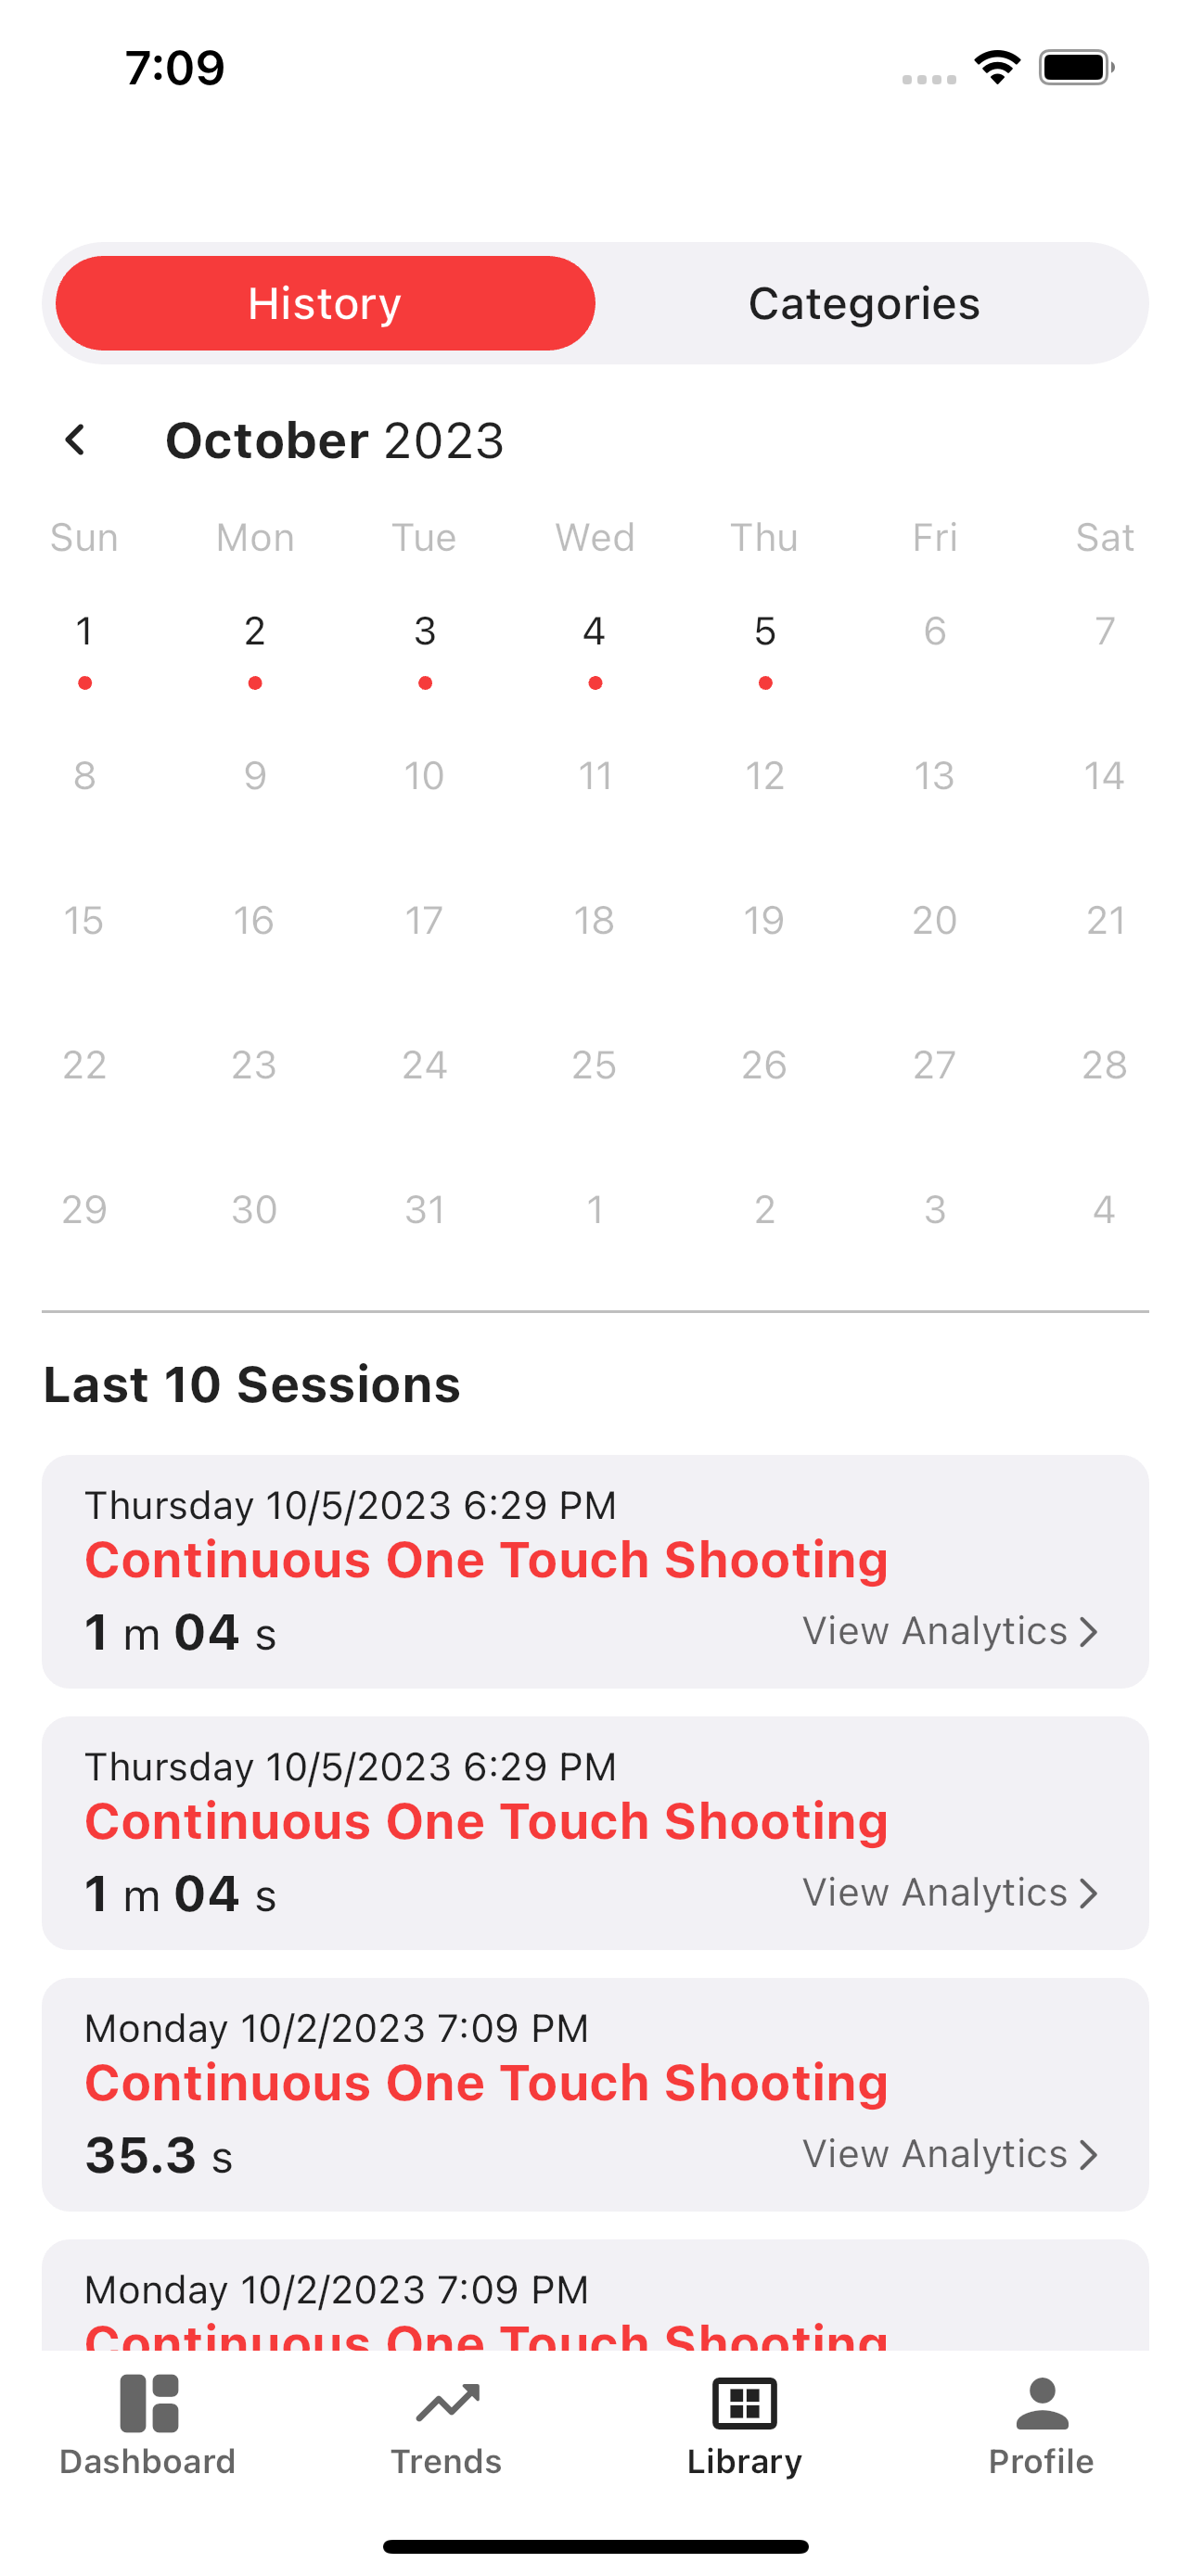 7:09
History Categories
October 2023
Sun Mon Tue Wed Thu Fri Sat
1 2 3 4 5 6 7
8 9 10 11 12 13 14
15 16 17 18 19 20 21
22 23 24 25 26 27 28
29 30 31 1 2 3 4
Last 10 Sessions
Thursday 10/5/2023 6:29 PM
Continuous One Touch Shooting
1 m 04 s View Analytics
Thursday 10/5/2023 6:29 PM
Continuous One Touch Shooting
1 m 04 s View Analytics
Monday 10/2/2023 7:09 PM
Continuous One Touch Shooting
35.3 s View Analytics
Monday 10/2/2023 7:09 PM
Continuous One Touch Shooting
Dashboard Trends Library Profile